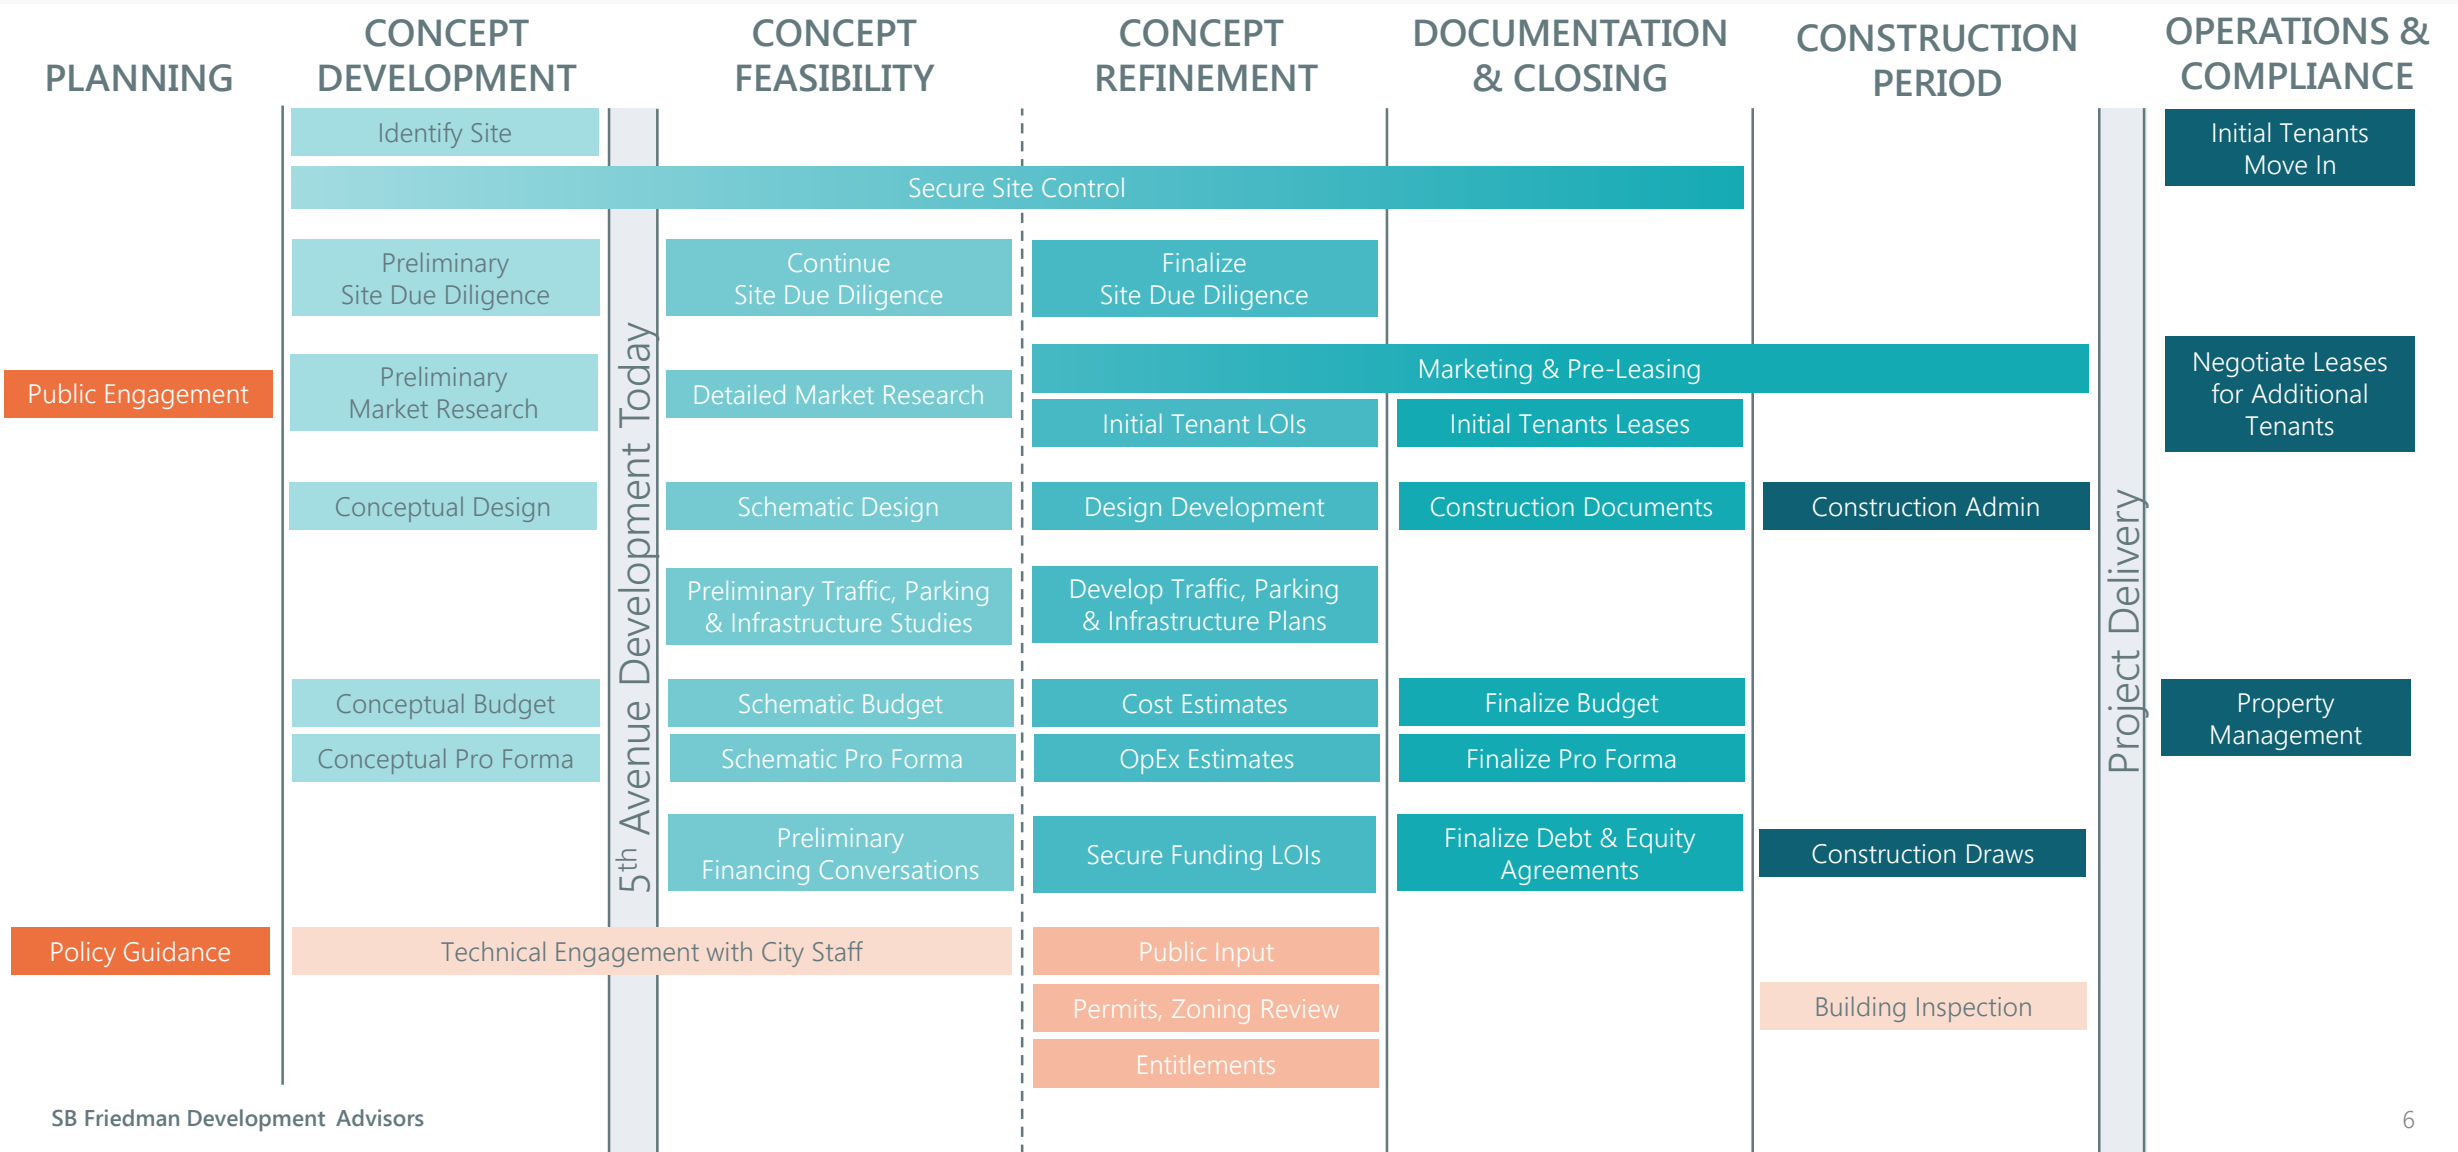 PLANNING
CONCEPT
DEVELOPMENT
CONCEPT
FEASIBILITY
CONCEPT
REFINEMENT
DOCUMENTATION
& CLOSING
CONSTRUCTION
PERIOD
OPERATIONS &
COMPLIANCE
Public Engagement
Policy Guidance
Identify Site
Secure Site Control
Preliminary
Site Due Diligence
Preliminary
Market Research
Conceptual Design
Conceptual Budget
Conceptual Pro Forma
Technical Engagement with City Staff
5th Avenue Development Today
Continue
Site Due Diligence
Detailed Market Research
Schematic Design
Preliminary Traffic, Parking
& Infrastructure Studies
Schematic Budget
Schematic Pro Forma
Preliminary
Financing Conversations
Finalize
Site Due Diligence
Marketing & Pre-Leasing
Initial Tenant LOIs
Design Development
Develop Traffic, Parking
& Infrastructure Plans
Cost Estimates
OpEx Estimates
Secure Funding LOIs
Public Input
Permits, Zoning Review
Entitlements
Initial Tenants Leases
Construction Documents
Finalize Budget
Finalize Pro Forma
Finalize Debt & Equity
Agreements
Construction Admin
Construction Draws
Building Inspection
Project Delivery
Initial Tenants
Move In
Negotiate Leases
for Additional
Tenants
Property
Management
SB Friedman Development Advisors
6